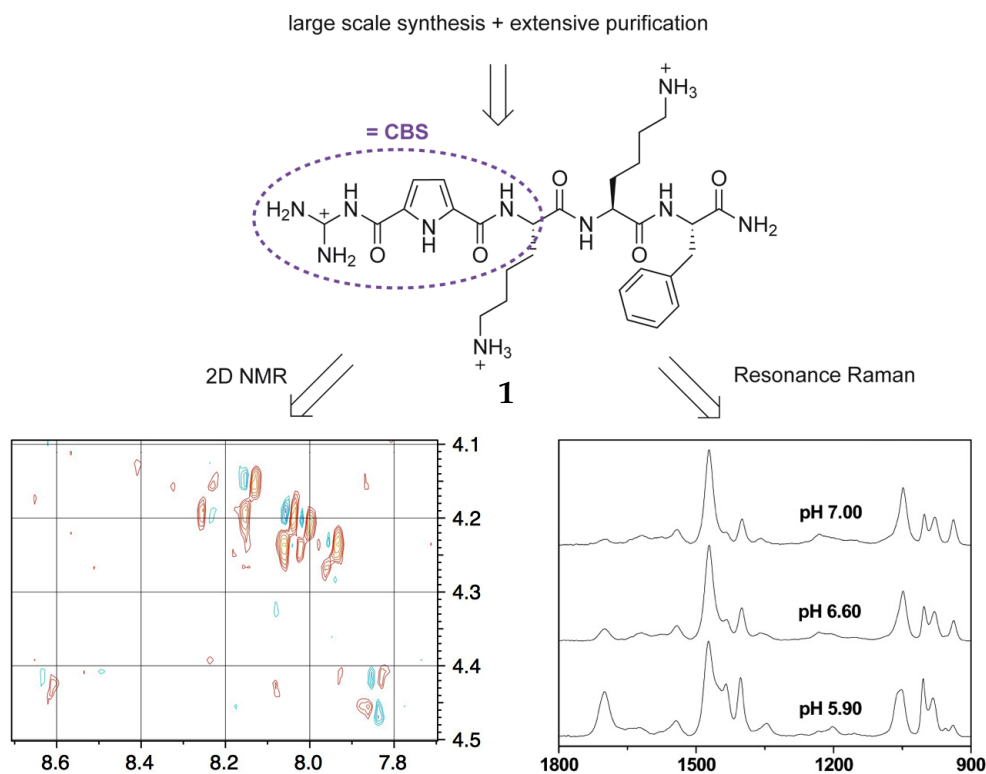 large scale synthesis + extensive purification
+
NH3
= CBS
H
N
O
H
N
O
H2N
+
NH
N
H
NH2
NH2
O
N
H
O
N
H
O
NH3
+
1
2D NMR
Resonance Raman
4.1
4.2
4.3
4.4
4.5
8.6 8.4 8.2 8.0 7.8
pH 7.00
pH 6.60
pH 5.90
1800 1500 1200 900